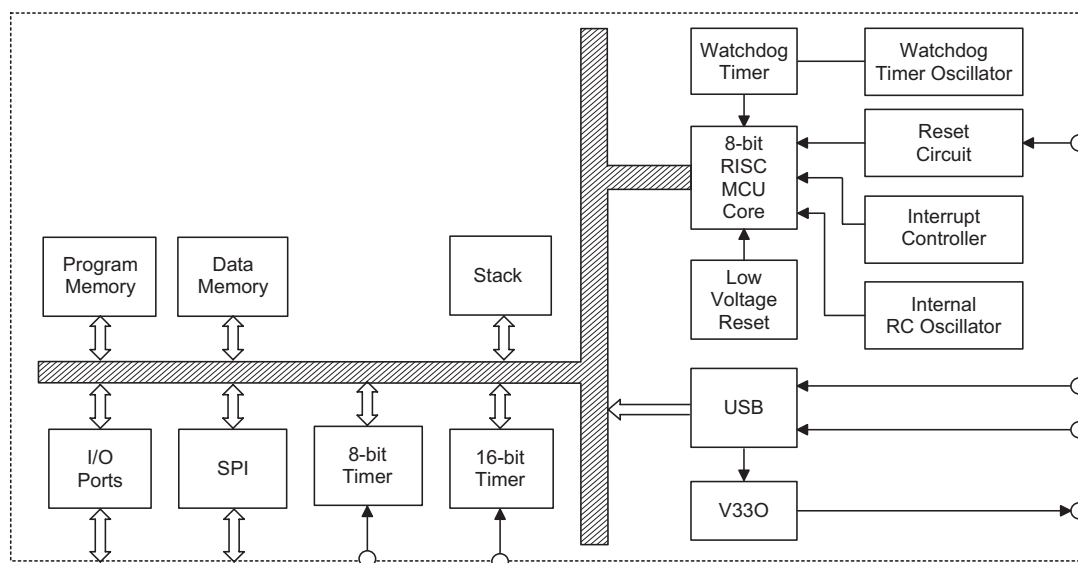 Watchdog
Timer
Watchdog
Timer Oscillator
8-bit
RISC
MCU
Core
Reset
Circuit
Interrupt
Controller
Program
Memory
Data
Memory
Stack
Low
Voltage
Reset
Internal
RC Oscillator
USB
I/O
Ports
SPI
8-bit
Timer
16-bit
Timer
V33O